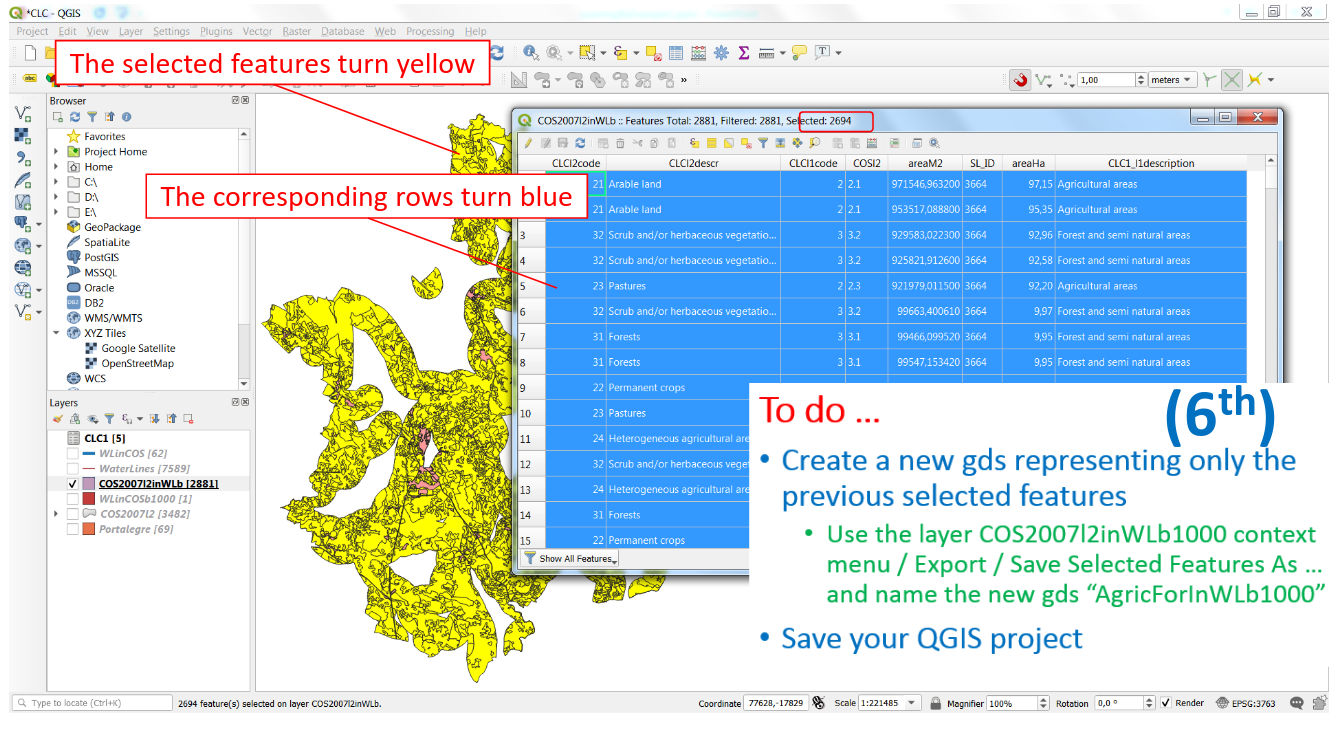 *CLC - QGIS
Project Edit View Layer Settings Plugins Vector Raster Database Web Processing Help
The selected features turn yellow
1,00 meters
Browser
Favorites
Project Home
Home
C:\
D:\
E:\
GeoPackage
SpatiaLite
PostGIS
MSSQL
Oracle
DB2
WMS/WMTS
XYZ Tiles
Google Satellite
OpenStreetMap
WCS
Layers
CLC1 [5]
WLinCOS [62]
WaterLines [7589]
COS2007l2inWLb [2881]
WLinCOSb1000 [1]
COS2007l2 [3482]
Portalegre [69]
The corresponding rows turn blue
COS2007l2inWLb :: Features Total: 2881, Filtered: 2881, Selected: 2694
CLCl2code CLCl2descr CLCl1code COSl2 areaM2 SL_ID areaHa CLC1_l1description
21 Arable land 2 2.1 971546,963200 3664 97,15 Agricultural areas
21 Arable land 2 2.1 953517,088800 3664 95,35 Agricultural areas
3 32 Scrub and/or herbaceous vegetatio... 3 3.2 929583,022300 3664 92,96 Forest and semi natural areas
4 32 Scrub and/or herbaceous vegetatio... 3 3.2 925821,912600 3664 92,58 Forest and semi natural areas
5 23 Pastures 2 2.3 921979,011500 3664 92,20 Agricultural areas
6 32 Scrub and/or herbaceous vegetatio... 3 3.2 99663,400610 3664 9,97 Forest and semi natural areas
7 31 Forests 3 3.1 99466,099520 3664 9,95 Forest and semi natural areas
8 31 Forests 3 3.1 99547,153420 3664 9,95 Forest and semi natural areas
9 22 Permanent crops
10 23 Pastures
11 24 Heterogeneous agricultural are
12 32 Scrub and/or herbaceous veget
13 24 Heterogeneous agricultural are
14 31 Forests
15 22 Permanent crops
Show All Features
To do ... (6th)
• Create a new gds representing only the
previous selected features
• Use the layer COS2007l2inWLb1000 context
menu / Export / Save Selected Features As ...
and name the new gds “AgricForInWLb1000”
• Save your QGIS project
Type to locate (Ctrl+K) 2694 feature(s) selected on layer COS2007l2inWLb. Coordinate 77628,-17829 Scale 1:221485 Magnifier 100% Rotation 0,0 ° Render EPSG:3763